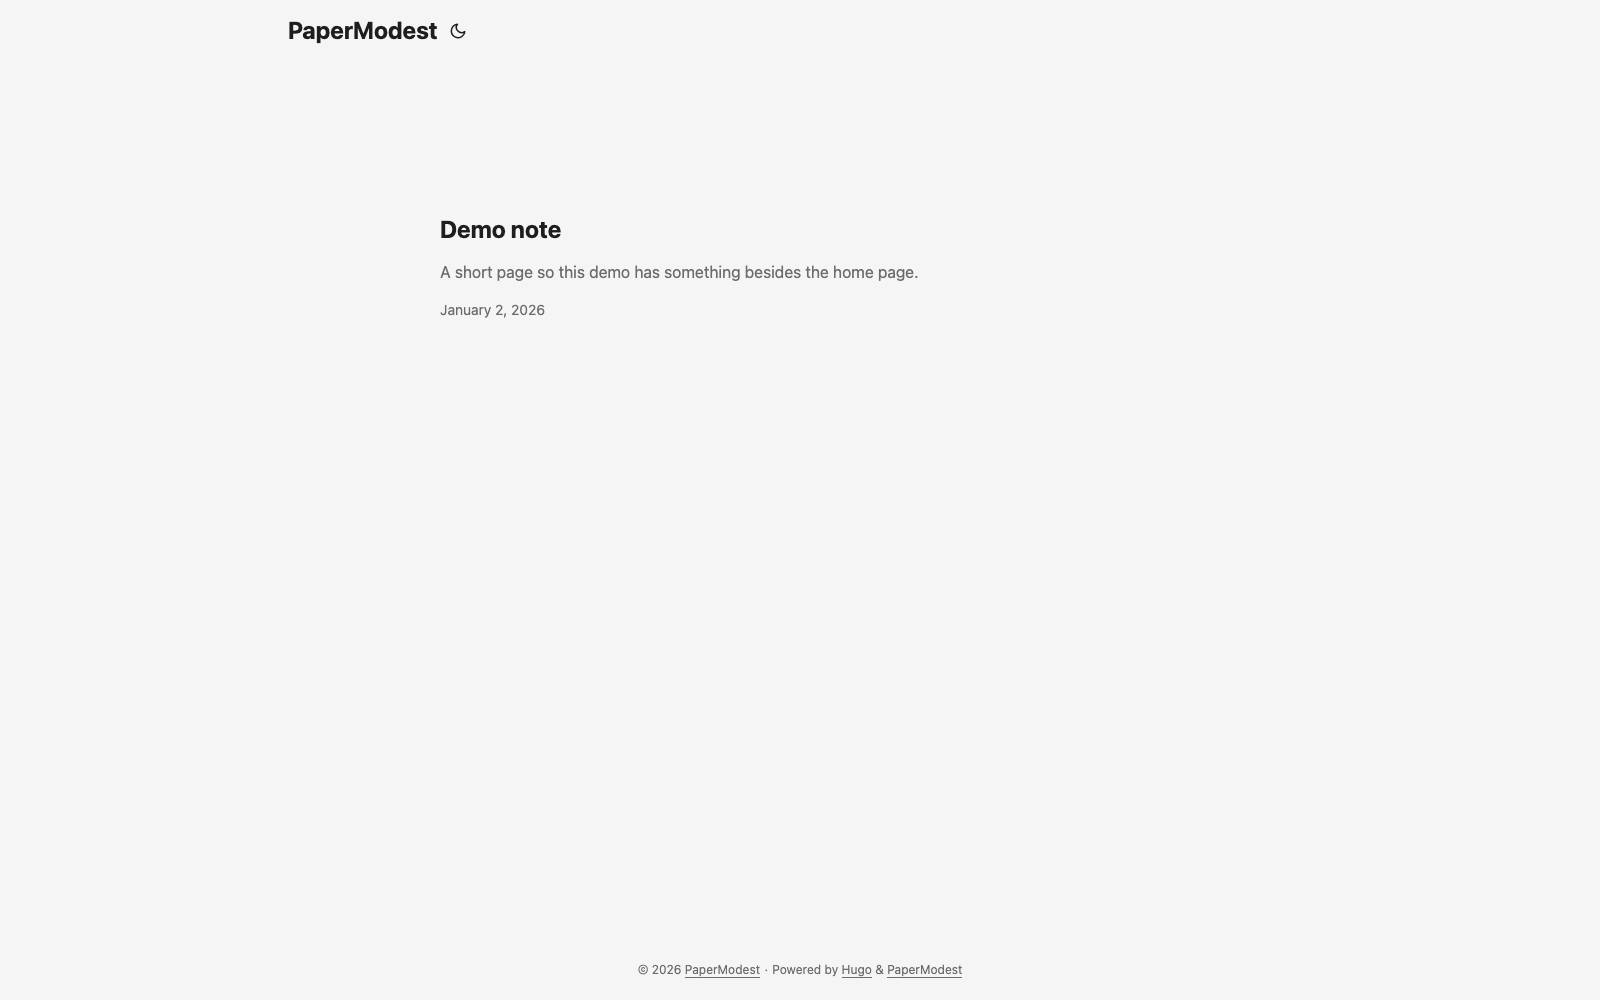 PaperModest
Demo note
A short page so this demo has something besides the home page.
January 2, 2026
© 2026 PaperModest · Powered by Hugo & PaperModest